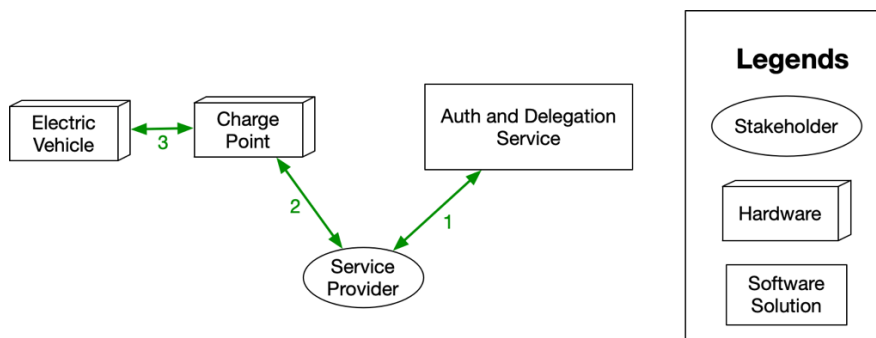 Electric
Vehicle
3
Charge
Point
Auth and Delegation
Service
2
1
Service
Provider
Legends
Stakeholder
Hardware
Software
Solution